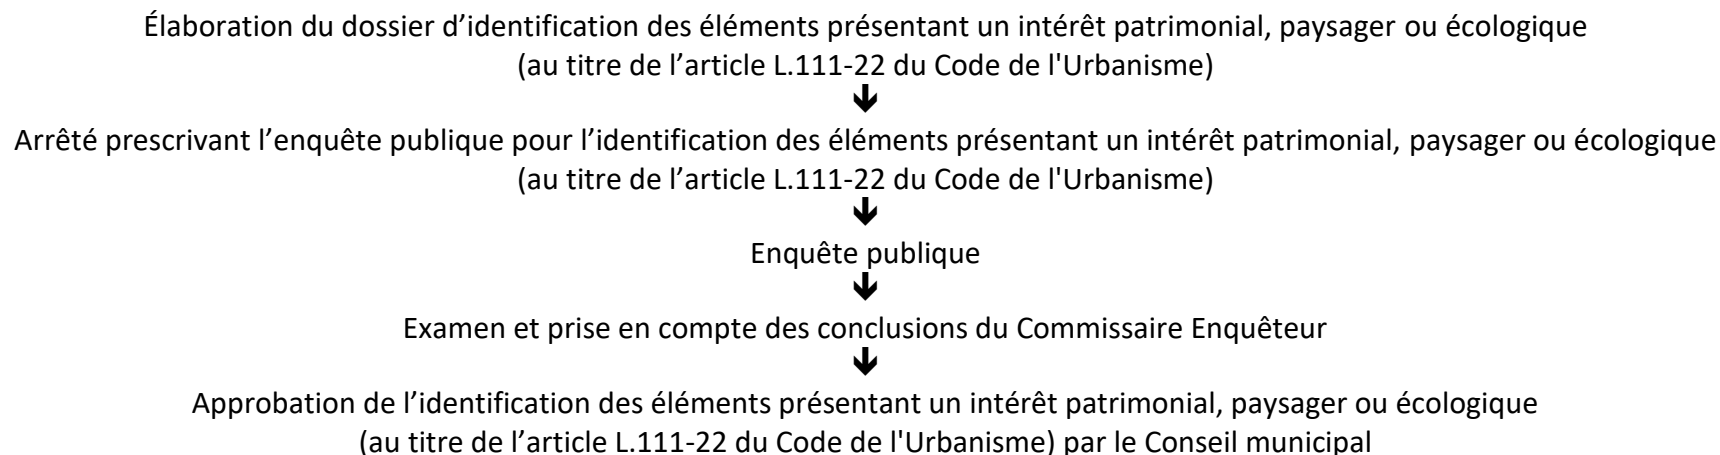 Élaboration du dossier d’identification des éléments présentant un intérêt patrimonial, paysager ou écologique
(au titre de l’article L.111-22 du Code de l'Urbanisme)
Arrêté prescrivant l’enquête publique pour l’identification des éléments présentant un intérêt patrimonial, paysager ou écologique
(au titre de l’article L.111-22 du Code de l'Urbanisme)
Enquête publique
Examen et prise en compte des conclusions du Commissaire Enquêteur
Approbation de l’identification des éléments présentant un intérêt patrimonial, paysager ou écologique
(au titre de l’article L.111-22 du Code de l'Urbanisme) par le Conseil municipal